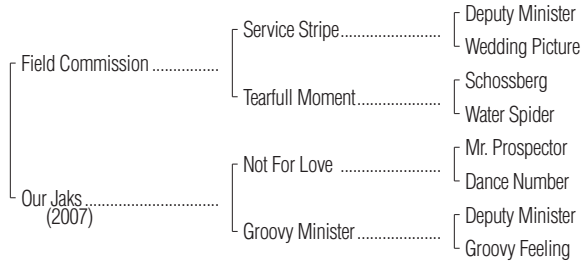 Deputy Minister
Service Stripe
Wedding Picture
Field Commission
Schossberg
Tearfull Moment
Water Spider
Mr. Prospector
Not For Love
Dance Number
Our Jaks
(2007)
Deputy Minister
Groovy Minister
Groovy Feeling